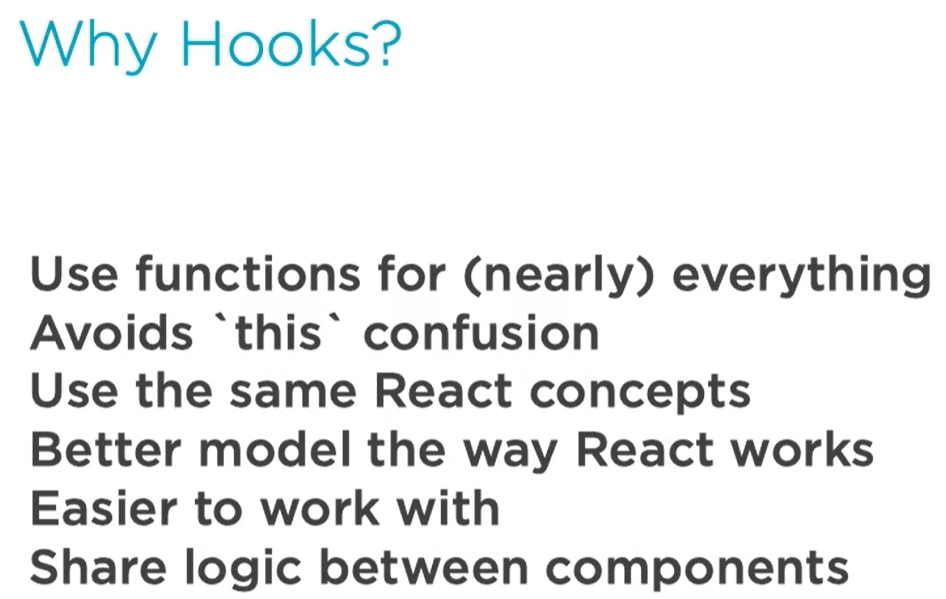 Why Hooks?
Use functions for (nearly) everything
Avoids `this` confusion
Use the same React concepts
Better model the way React works
Easier to work with
Share logic between components